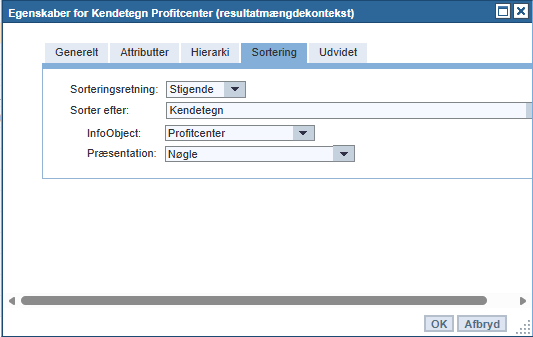 Egenskaber for Kendetegn Profitcenter (resultatmængdekontekst)
Generelt Attributter Hierarki Sortering Udvidet
Sorteringsretning: Stigende
Sorter efter: Kendetegn
InfoObject: Profitcenter
Præsentation: Nøgle
OK Afbryd